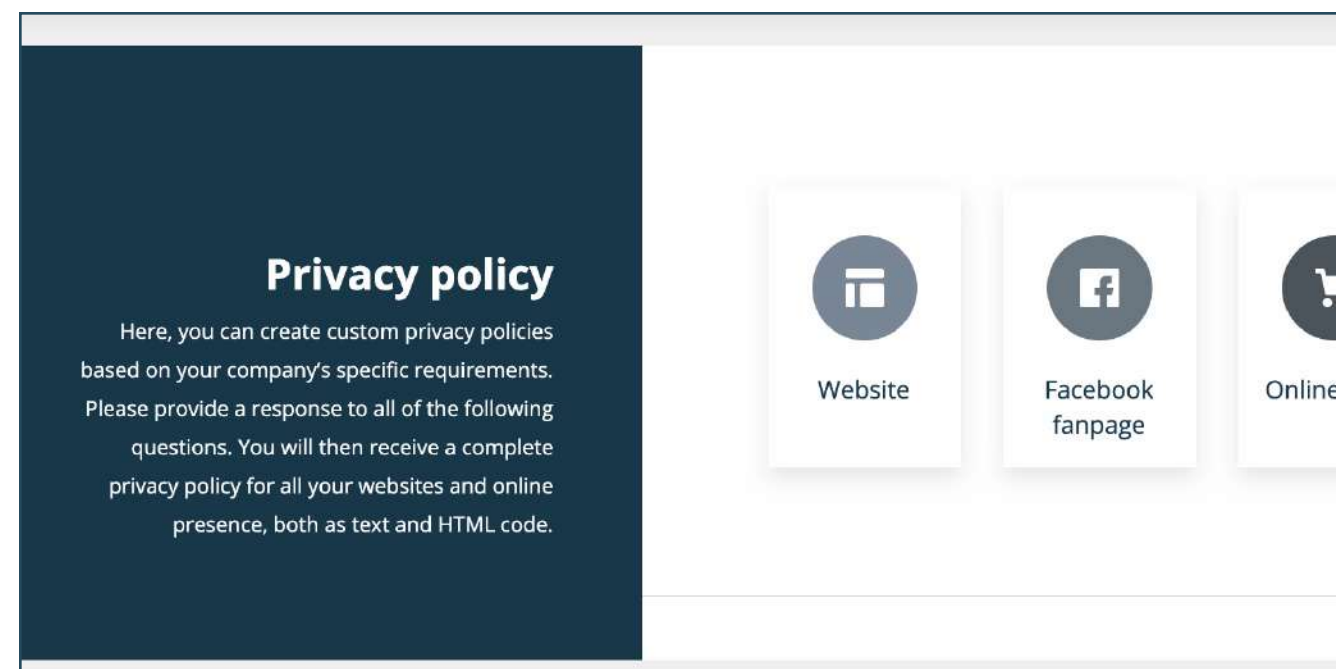 Privacy policy
Here, you can create custom privacy policies
based on your company's specific requirements.
Please provide a response to all of the following
questions. You will then receive a complete
privacy policy for all your websites and online
presence, both as text and HTML code.
Website
Facebook
fanpage
Online